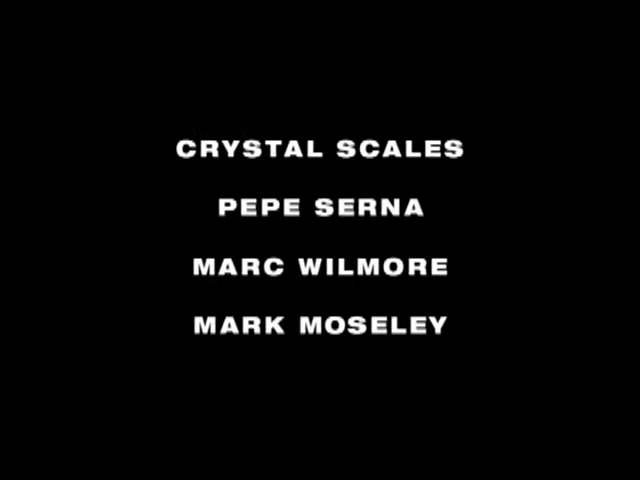 CRYSTAL SCALES
PEPE SERNA
MARC WILMORE
MARK MOSELEY